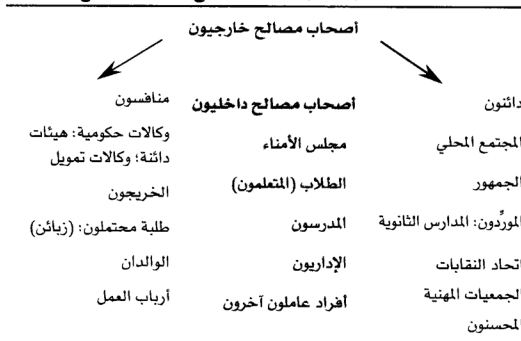 أصحاب مصالح خارجيون
دائنون
المجتمع المحلي
الجمهور
المورِّدون: المدارس الثانوية
اتحاد النقابات
الجمعيات المهنية
المحسنون
أصحاب مصالح داخليون
مجلس الأمناء
الطلاب (المتعلمون)
المدرسون
الإداريون
أفراد عاملون آخرون
منافسون
وكالات حكومية: هيئات
دائنة؛ وكالات تمويل
الخريجون
طلبة محتملون: (زبائن)
الوالدان
أرباب العمل